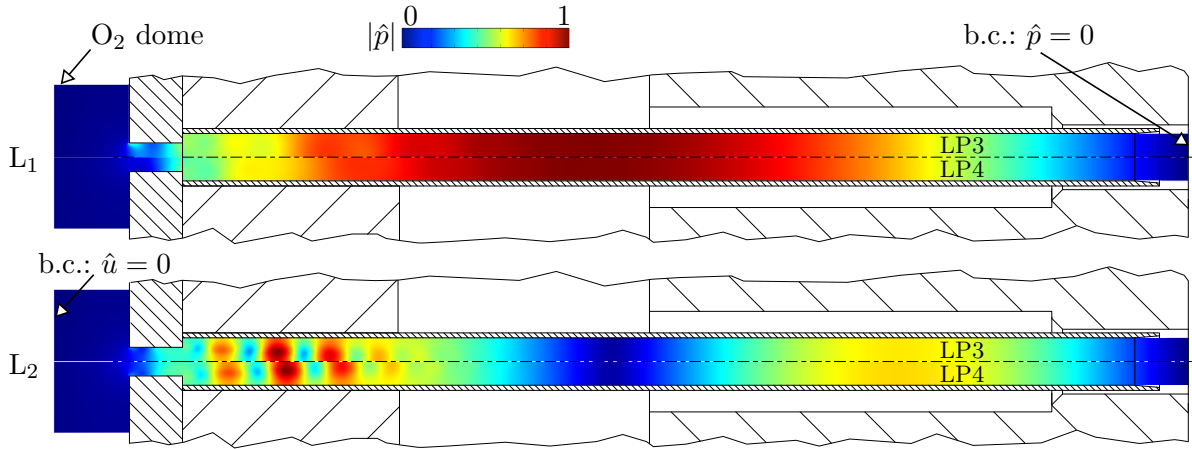 O₂ dome
|p̂|
0 1
b.c.: p̂ = 0
L₁
LP3
LP4
b.c.: û = 0
L₂
LP3
LP4